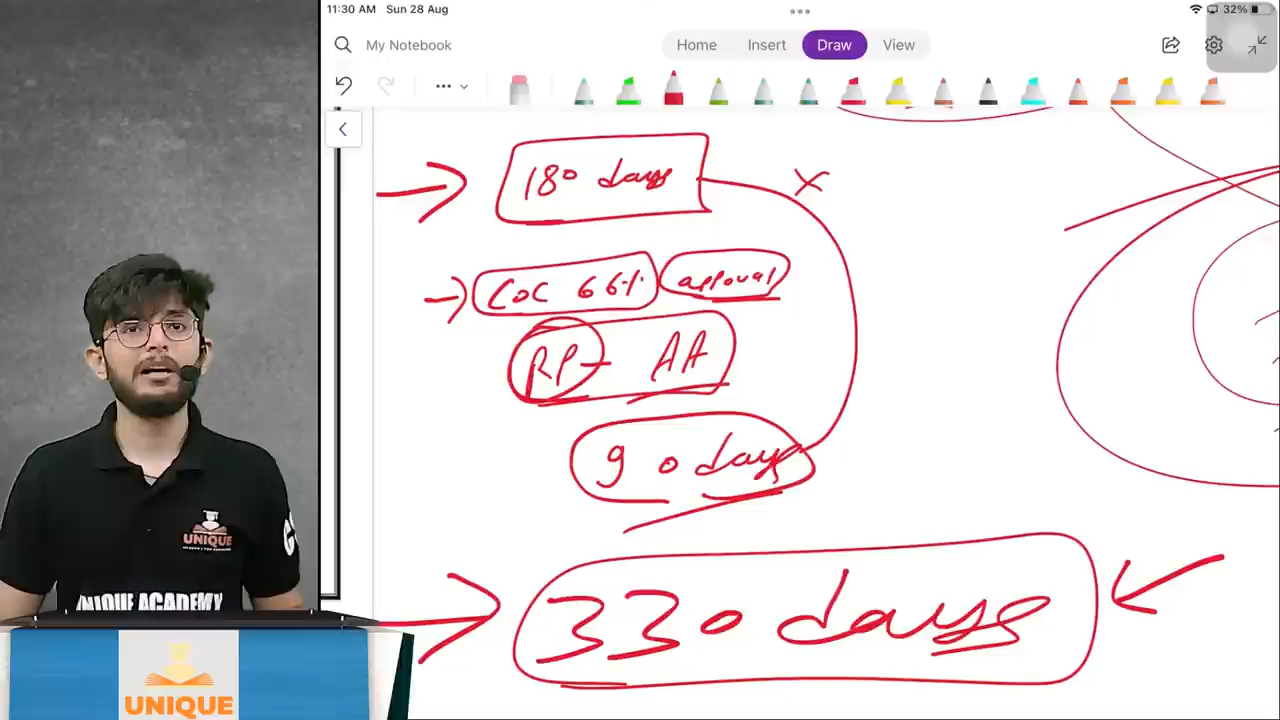 11:30 AM Sun 28 Aug
32%
My Notebook
Home Insert Draw View
180 days
X
COC 66%
approval
RP - AA
90 days
330 days
UNIQUE
UNIQUE ACADEMY
UNIQUE